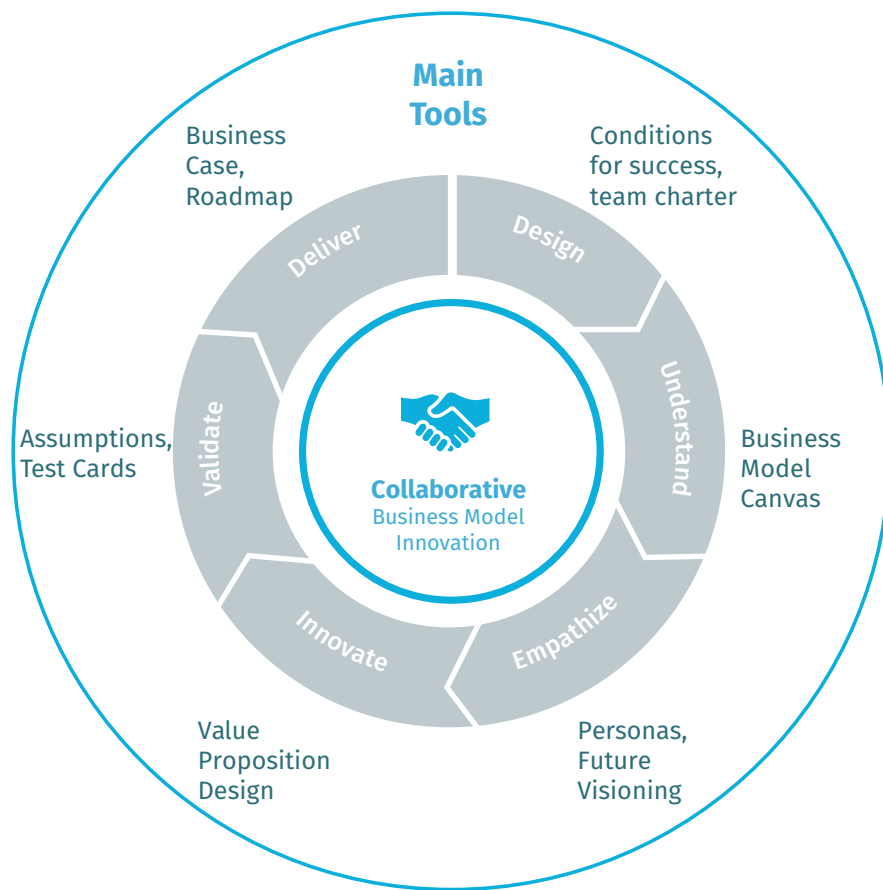 Main
Tools
Business
Case,
Roadmap
Conditions
for success,
team charter
Deliver
Design
Understand
Validate
Assumptions,
Test Cards
Business
Model
Canvas
Collaborative
Business Model
Innovation
Innovate
Empathize
Value
Proposition
Design
Personas,
Future
Visioning